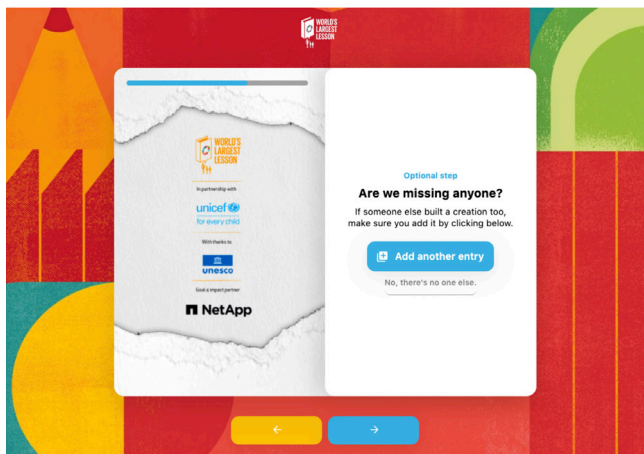 WORLD'S
LARGEST
LESSON
WORLD'S
LARGEST
LESSON
In partnership with
unicef
for every child
With thanks to
unesco
Goal 4 impact partner
NetApp
Optional step
Are we missing anyone?
If someone else built a creation too,
make sure you add it by clicking below.
Add another entry
No, there's no one else.